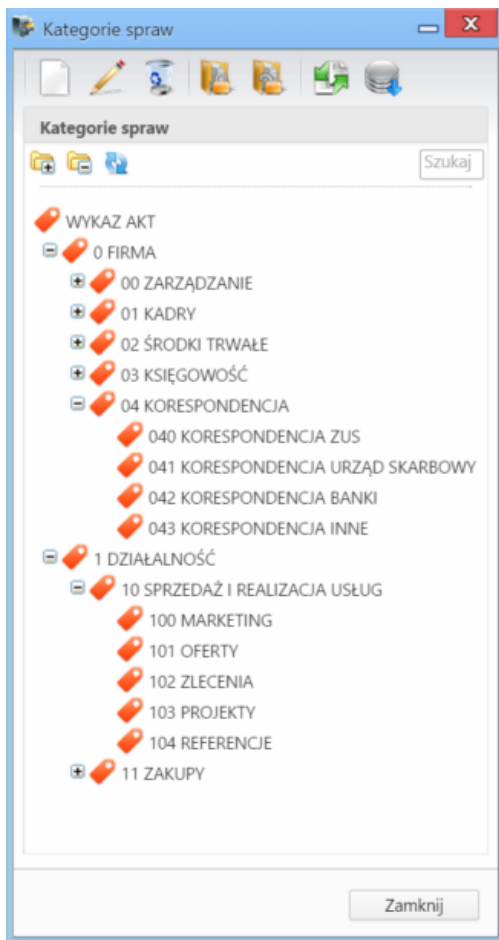 Kategorie spraw
Kategorie spraw
Szukaj
WYKAZ AKT
0 FIRMA
00 ZARZĄDZANIE
01 KADRY
02 ŚRODKI TRWAŁE
03 KSIĘGOWOŚĆ
04 KORESPONDENCJA
040 KORESPONDENCJA ZUS
041 KORESPONDENCJA URZĄD SKARBOWY
042 KORESPONDENCJA BANKI
043 KORESPONDENCJA INNE
1 DZIAŁALNOŚĆ
10 SPRZEDAŻ I REALIZACJA USŁUG
100 MARKETING
101 OFERTY
102 ZLECENIA
103 PROJEKTY
104 REFERENCJE
11 ZAKUPY
Zamknij